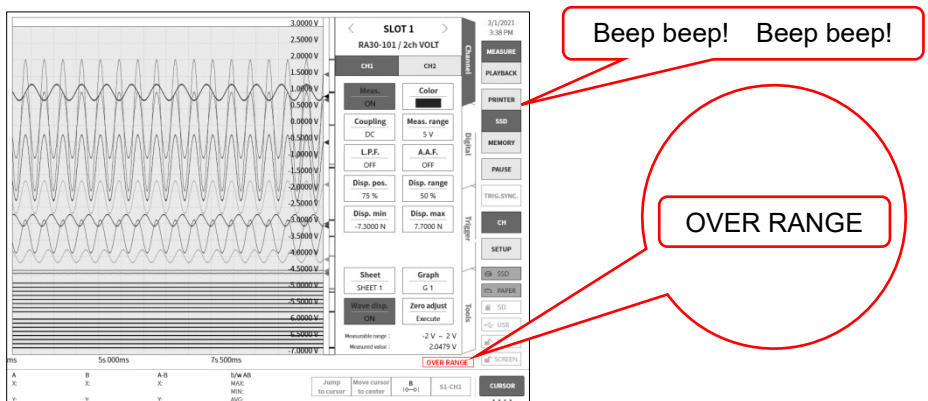 Beep beep! Beep beep!
OVER RANGE
3.0000 V
2.5000 V
2.0000 V
1.5000 V
1.0000 V
0.5000 V
0.0000 V
-0.5000 V
-1.0000 V
-1.5000 V
-2.0000 V
-2.5000 V
-3.0000 V
-3.5000 V
-4.0000 V
-4.5000 V
-5.0000 V
-5.5000 V
-6.0000 V
-6.5000 V
-7.0000 V
ms 5s000ms 7s500ms
SLOT 1
RA30-101 / 2ch VOLT
CH1 CH2
Meas. Color
ON
Coupling Meas. range
DC 5 V
L.P.F. A.A.F.
OFF OFF
Disp. pos. Disp. range
75 % 50 %
Disp. min Disp. max
-7.3000 N 7.7000 N
Sheet Graph
SHEET 1 G 1
Wave disp. Zero adjust
ON Execute
Measurable range : -2 V ~ 2 V
Measured value : 2.0479 V
OVER RANGE
Channel
Digital
Trigger
Tools
3/1/2021
3:38 PM
MEASURE
PLAYBACK
PRINTER
SSD
MEMORY
PAUSE
TRIG.SYNC.
CH
SETUP
SSD
PAPER
SD
USB
SCREEN
CURSOR
A B A-B b/w AB
X: X: X: MAX:
MIN:
Y: Y: Y: AVG:
Jump Move cursor B S1-CH1
to cursor to center